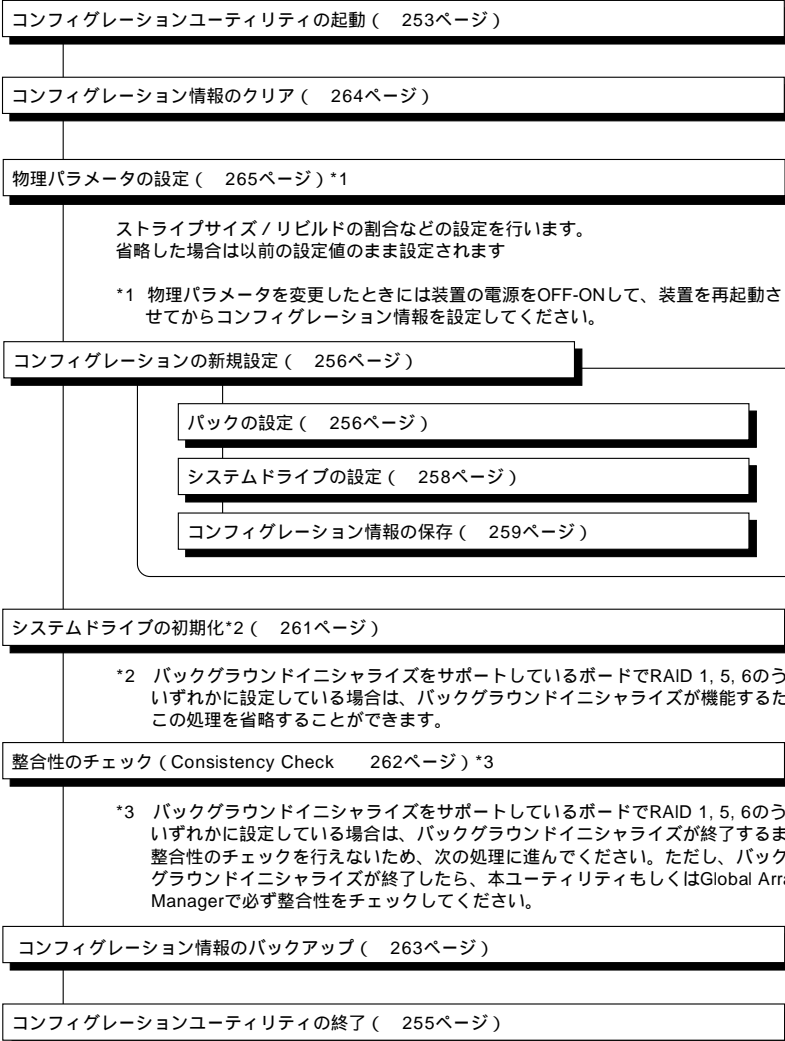 コンフィグレーションユーティリティの起動（　253ページ）
コンフィグレーション情報のクリア（　264ページ）
物理パラメータの設定（　265ページ）*1
ストライプサイズ / リビルドの割合などの設定を行います。
省略した場合は以前の設定値のまま設定されます
*1 物理パラメータを変更したときには装置の電源をOFF-ONして、装置を再起動さ
せてからコンフィグレーション情報を設定してください。
コンフィグレーションの新規設定（　256ページ）
パックの設定（　256ページ）
システムドライブの設定（　258ページ）
コンフィグレーション情報の保存（　259ページ）
システムドライブの初期化*2（　261ページ）
*2 バックグラウンドイニシャライズをサポートしているボードでRAID 1, 5, 6のう
いずれかに設定している場合は、バックグラウンドイニシャライズが機能するた
この処理を省略することができます。
整合性のチェック（Consistency Check　262ページ）*3
*3 バックグラウンドイニシャライズをサポートしているボードでRAID 1, 5, 6のう
いずれかに設定している場合は、バックグラウンドイニシャライズが終了するま
整合性のチェックを行えないため、次の処理に進んでください。ただし、バック
グラウンドイニシャライズが終了したら、本ユーティリティもしくはGlobal Arra
Managerで必ず整合性をチェックしてください。
コンフィグレーション情報のバックアップ（　263ページ）
コンフィグレーションユーティリティの終了（　255ページ）